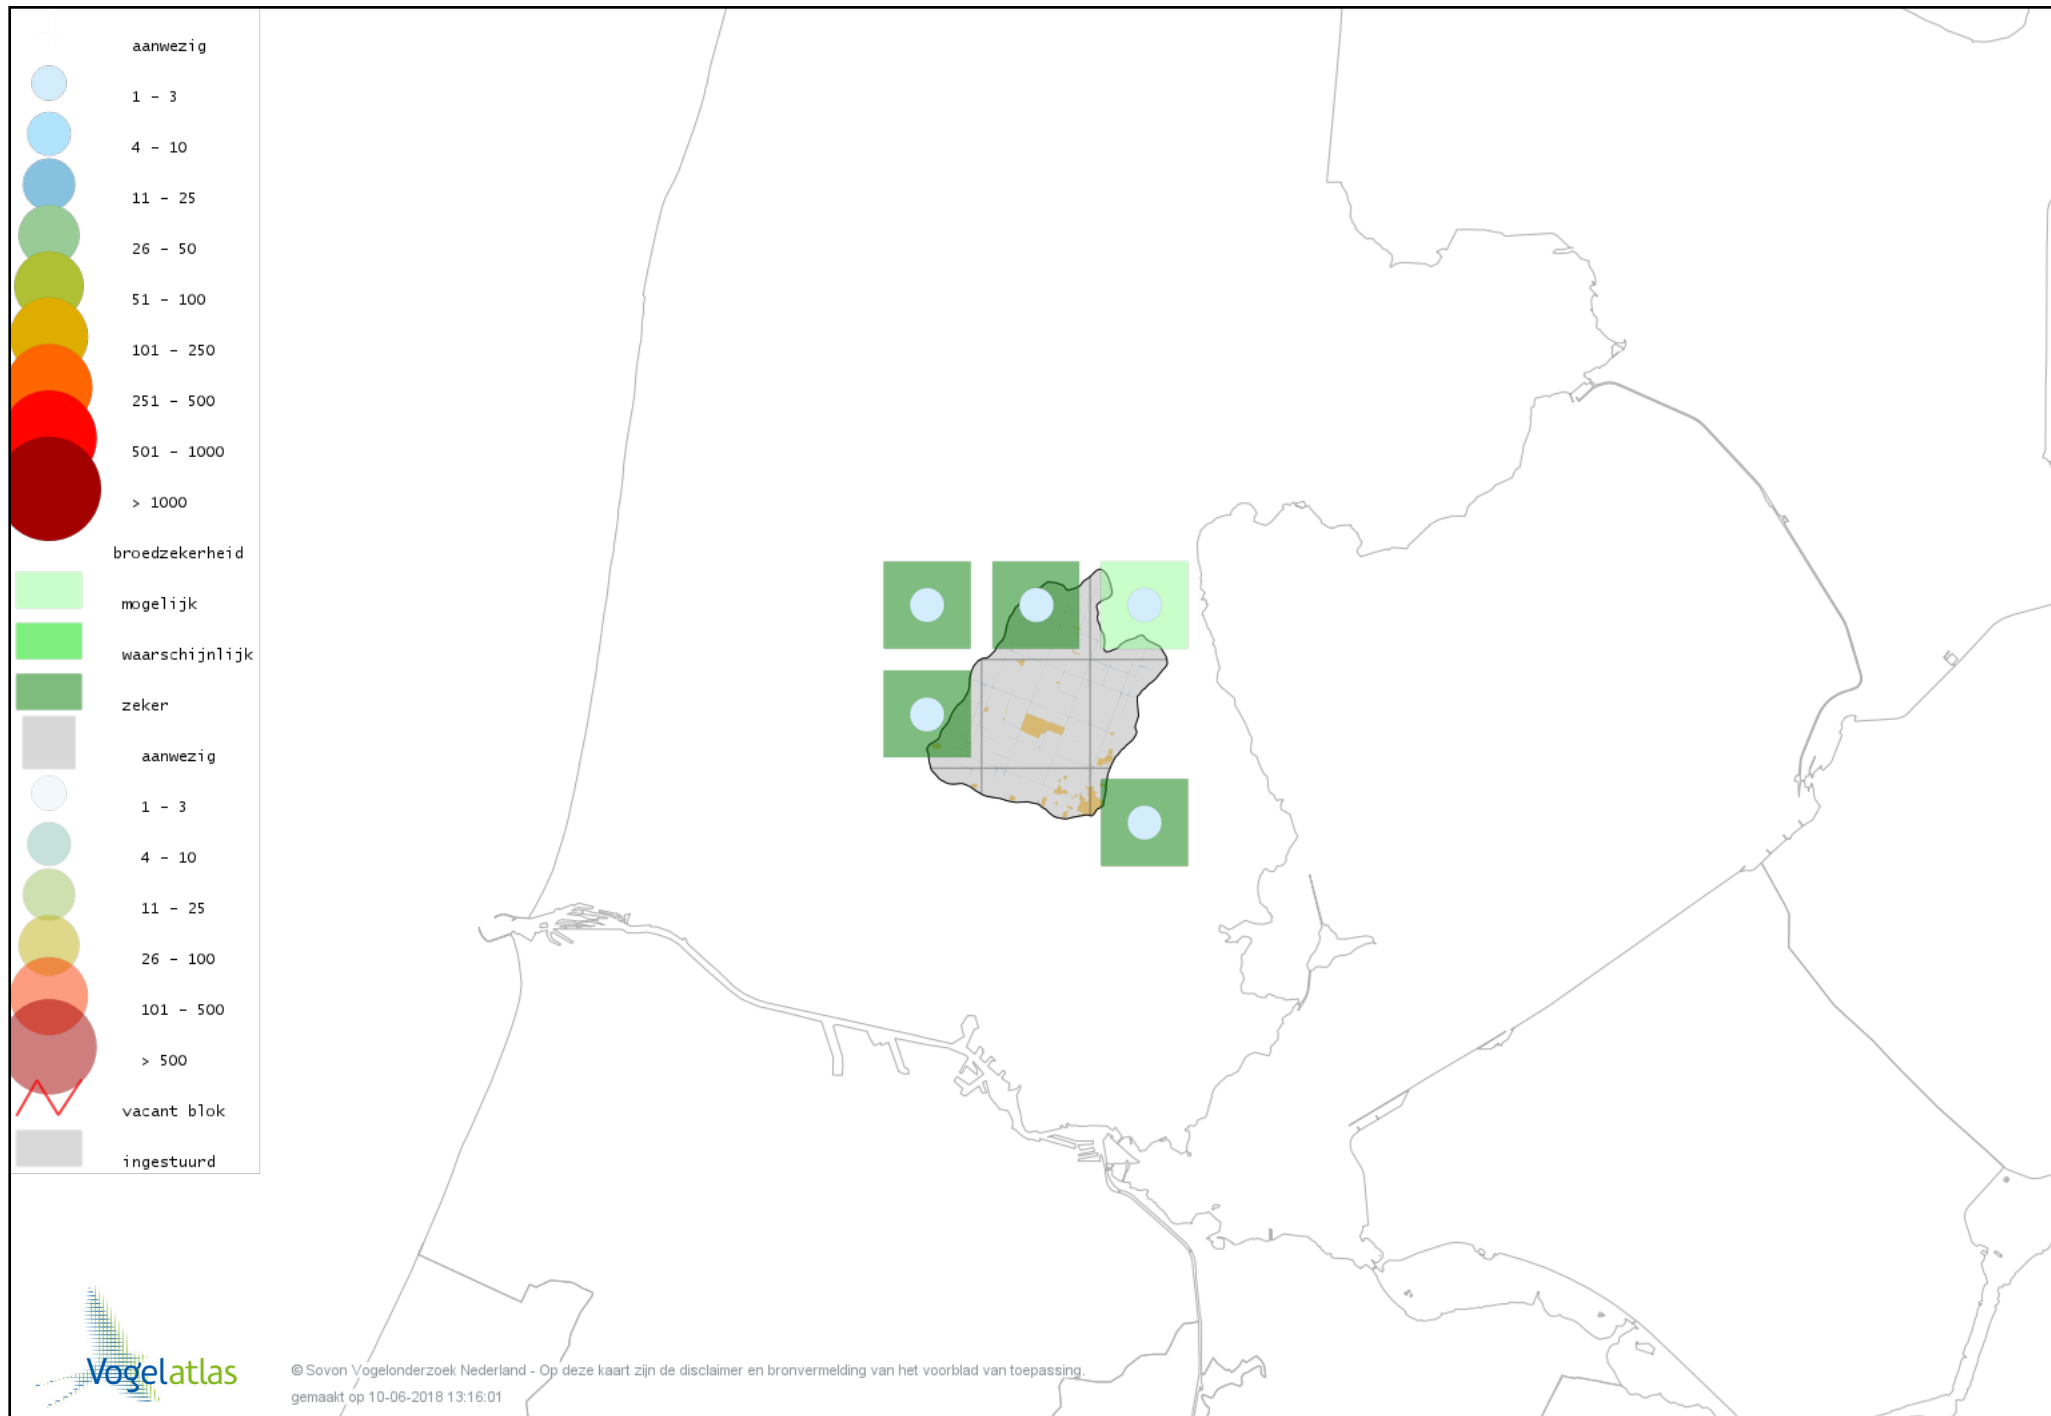 aanwezig
1 - 3
4 - 10
11 - 25
26 - 50
51 - 100
101 - 250
251 - 500
501 - 1000
> 1000
broedzekerheid
mogelijk
waarschijnlijk
zeker
aanwezig
1 - 3
4 - 10
11 - 25
26 - 100
101 - 500
> 500
vacant blok
ingestuurd
Vogelatlas
© Sovon Vogelonderzoek Nederland - Op deze kaart zijn de disclaimer en bronvermelding van het voorblad van toepassing.
gemaakt op 10-06-2018 13:16:01